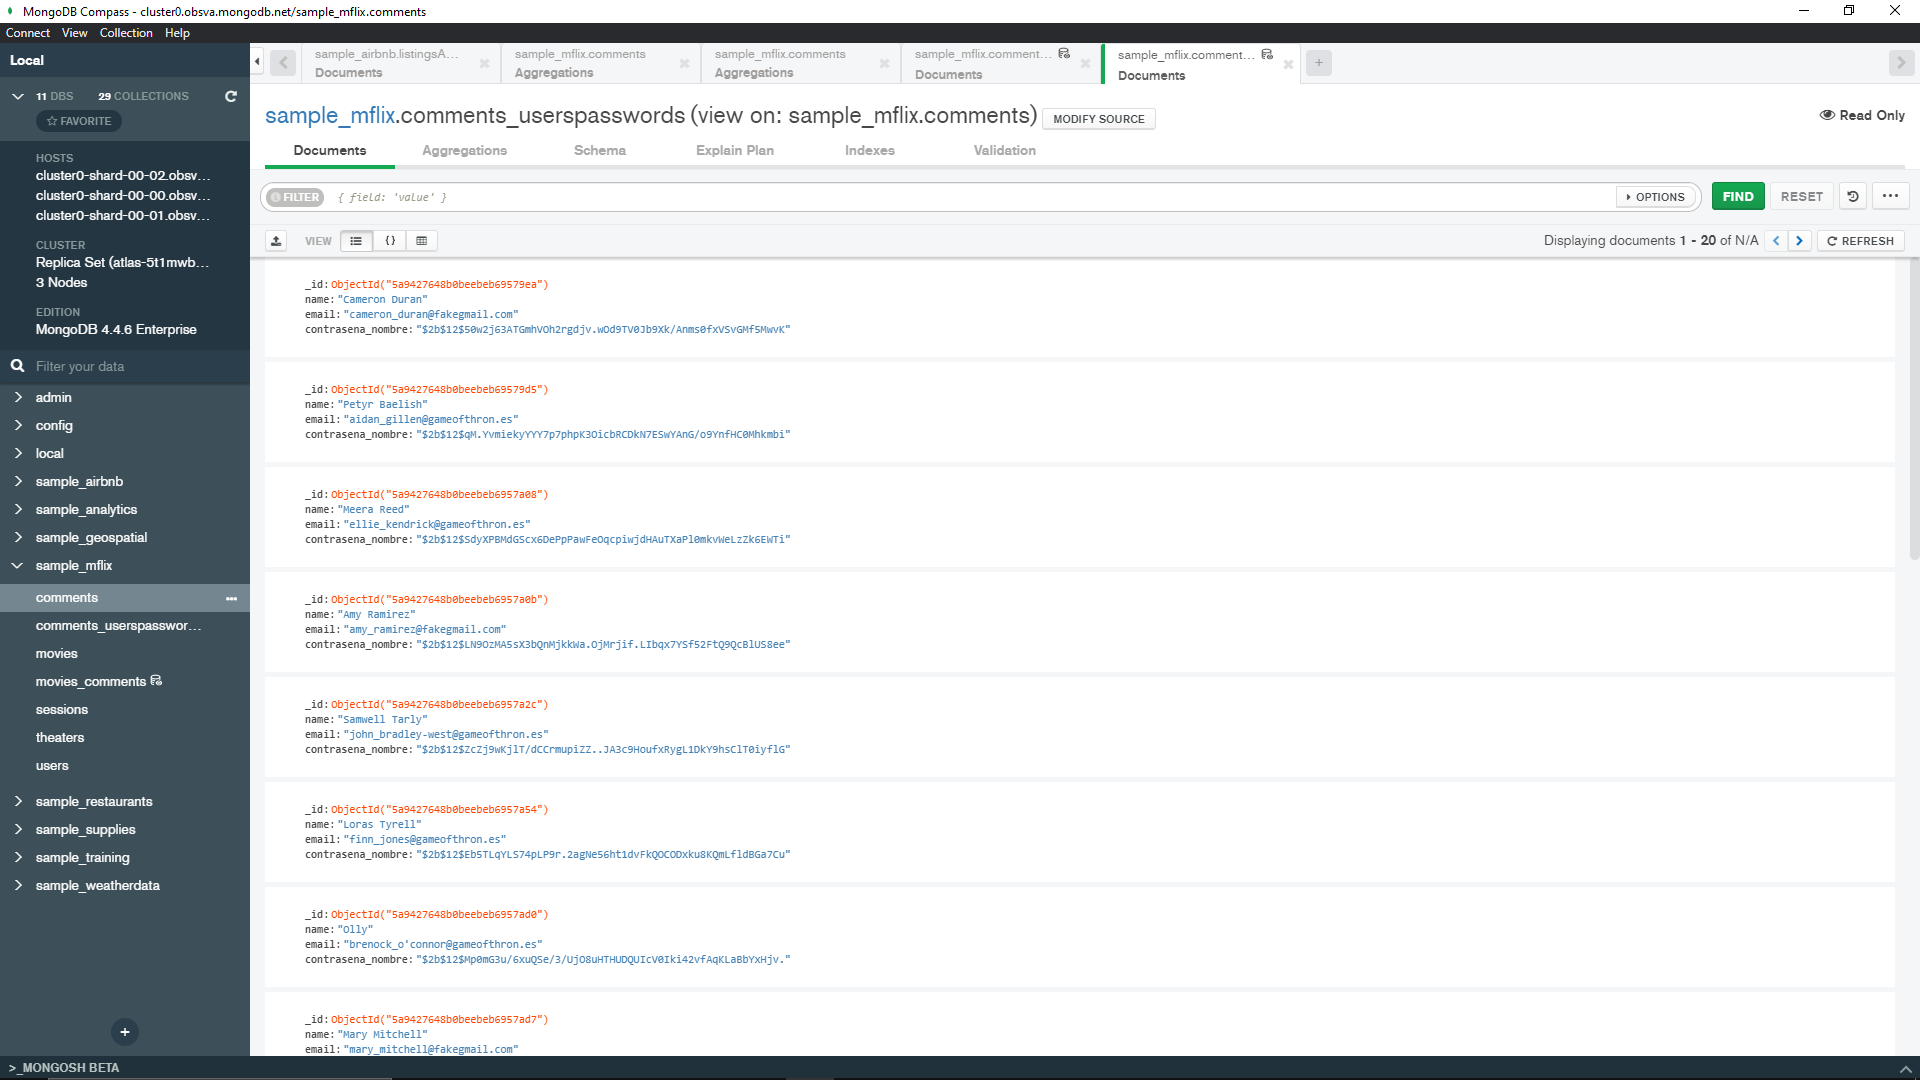 MongoDB Compass - cluster0.obsva.mongodb.net/sample_mflix.comments
Connect View Collection Help
Local
11 DBS 29 COLLECTIONS
FAVORITE
HOSTS
cluster0-shard-00-02.obsv...
cluster0-shard-00-00.obsv...
cluster0-shard-00-01.obsv...
CLUSTER
Replica Set (atlas-5t1mwb...
3 Nodes
EDITION
MongoDB 4.4.6 Enterprise
Filter your data
admin
config
local
sample_airbnb
sample_analytics
sample_geospatial
sample_mflix
comments
comments_userspasswor...
movies
movies_comments
sessions
theaters
users
sample_restaurants
sample_supplies
sample_training
sample_weatherdata
sample_airbnb.listingsA...
Documents
sample_mflix.comments
Aggregations
sample_mflix.comments
Aggregations
sample_mflix.comment...
Documents
sample_mflix.comment...
Documents
sample_mflix.comments_userspasswords (view on: sample_mflix.comments) MODIFY SOURCE
Read Only
Documents Aggregations Schema Explain Plan Indexes Validation
FILTER { field: 'value' } OPTIONS FIND RESET
VIEW Displaying documents 1 - 20 of N/A REFRESH
_id: ObjectId("5a9427648b0beebeb69579ea")
name: "Cameron Duran"
email: "cameron_duran@fakegmail.com"
contrasena_nombre: "$2b$12$50w2j63ATGmhVOh2rgdjv.wOd9TV0Jb9Xk/Anms0fxVSvGMf5MwvK"
_id: ObjectId("5a9427648b0beebeb69579d5")
name: "Petyr Baelish"
email: "aidan_gillen@gameofthron.es"
contrasena_nombre: "$2b$12$qM.YvmiekyYYY7p7phpK3OicbRCDkN7ESwYAnG/o9YnfHC0Mhkmbi"
_id: ObjectId("5a9427648b0beebeb6957a08")
name: "Meera Reed"
email: "ellie_kendrick@gameofthron.es"
contrasena_nombre: "$2b$12$SdyXPBMdGScx6DePpPawFeOqcpiwjdHAuTXaPl0mkvWeLzZk6EWTi"
_id: ObjectId("5a9427648b0beebeb6957a0b")
name: "Amy Ramirez"
email: "amy_ramirez@fakegmail.com"
contrasena_nombre: "$2b$12$LN9OzMA5sX3bQnMjkkWa.OjMrjif.LIbqx7YSf52FtQ9QcBlUS8ee"
_id: ObjectId("5a9427648b0beebeb6957a2c")
name: "Samwell Tarly"
email: "john_bradley-west@gameofthron.es"
contrasena_nombre: "$2b$12$ZcZj9wKjlT/dCCrmupiZZ..JA3c9HoufxRygL1DkY9hsClT0iyflG"
_id: ObjectId("5a9427648b0beebeb6957a54")
name: "Loras Tyrell"
email: "finn_jones@gameofthron.es"
contrasena_nombre: "$2b$12$Eb5TLqYLS74pLP9r.2agNe56ht1dvFkQOCODxku8KQmLfldBGa7Cu"
_id: ObjectId("5a9427648b0beebeb6957ad0")
name: "Olly"
email: "brenock_o'connor@gameofthron.es"
contrasena_nombre: "$2b$12$Mp0mG3u/6xuQSe/3/UjO8uHTHUDQUIcV0Iki42vfAqKLaBbYxHjv."
_id: ObjectId("5a9427648b0beebeb6957ad7")
name: "Mary Mitchell"
email: "mary_mitchell@fakegmail.com"
>_MONGOSH BETA